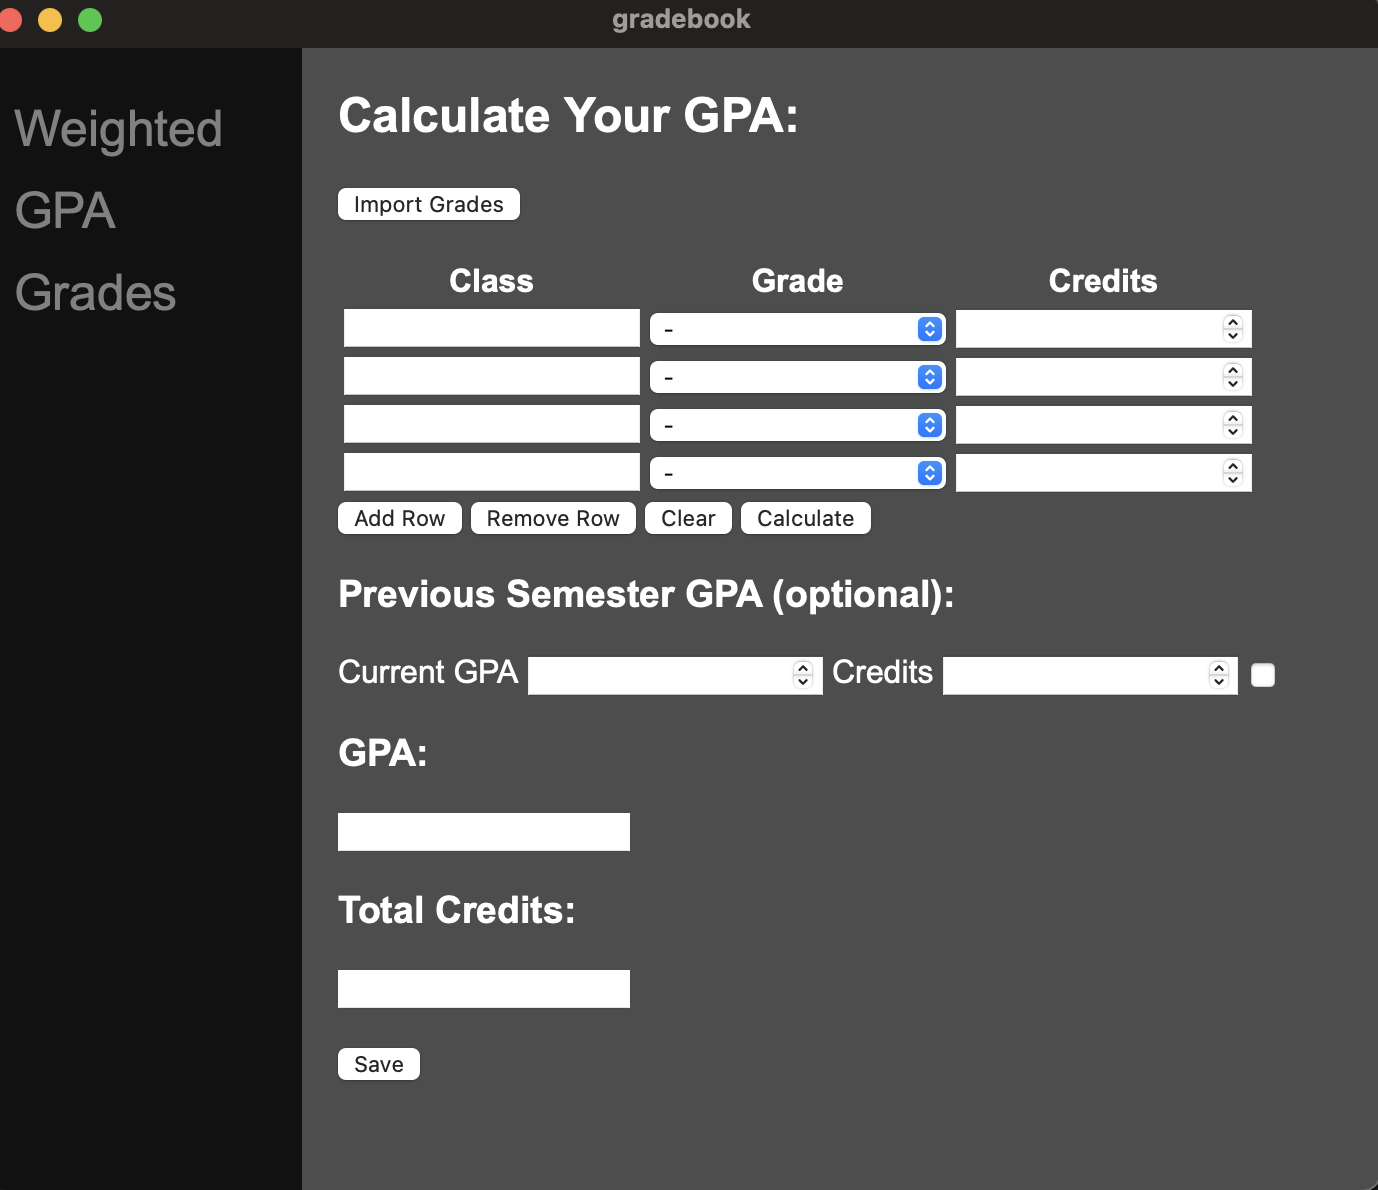 gradebook
Weighted
GPA
Grades
Calculate Your GPA:
Import Grades
Class Grade Credits
-
-
-
-
Add Row Remove Row Clear Calculate
Previous Semester GPA (optional):
Current GPA Credits
GPA:
Total Credits:
Save